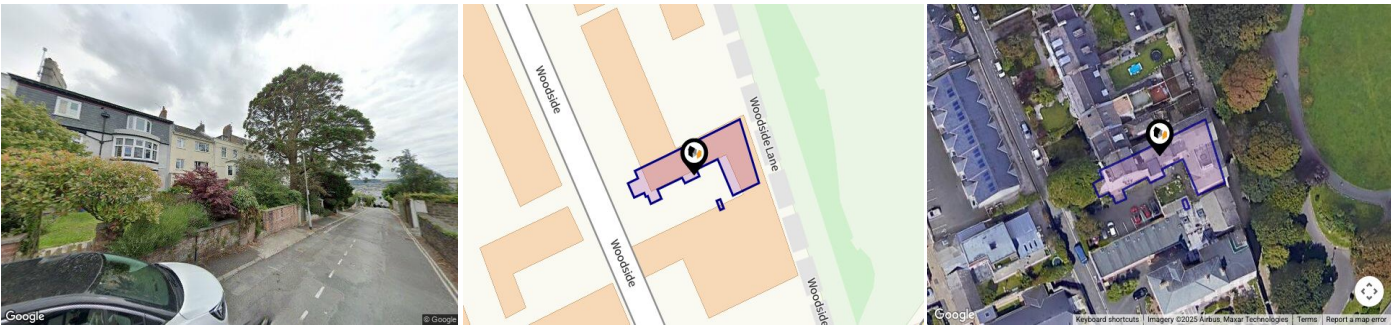 Google
© Google
Woodside
Woodside
Woodside Lane
Woodside
Google
Keyboard shortcuts
Imagery ©2025 Airbus, Maxar Technologies
Terms
Report a map error